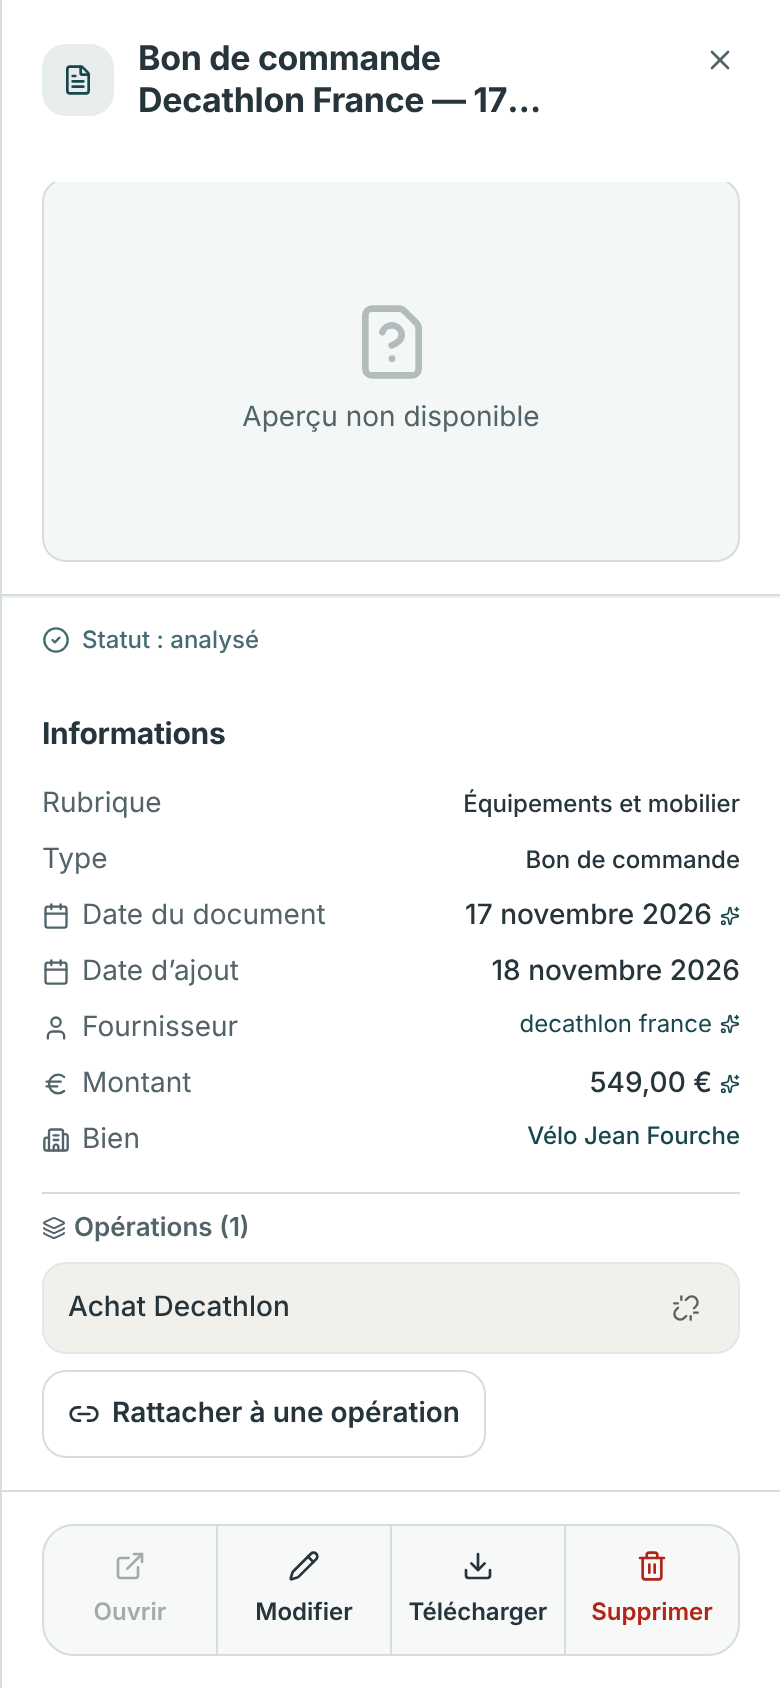 Bon de commande
Decathlon France — 17...
Aperçu non disponible
Statut : analysé
Informations
Rubrique Équipements et mobilier
Type Bon de commande
Date du document 17 novembre 2026
Date d’ajout 18 novembre 2026
Fournisseur decathlon france
Montant 549,00 €
Bien Vélo Jean Fourche
Opérations (1)
Achat Decathlon
Rattacher à une opération
Ouvrir Modifier Télécharger Supprimer